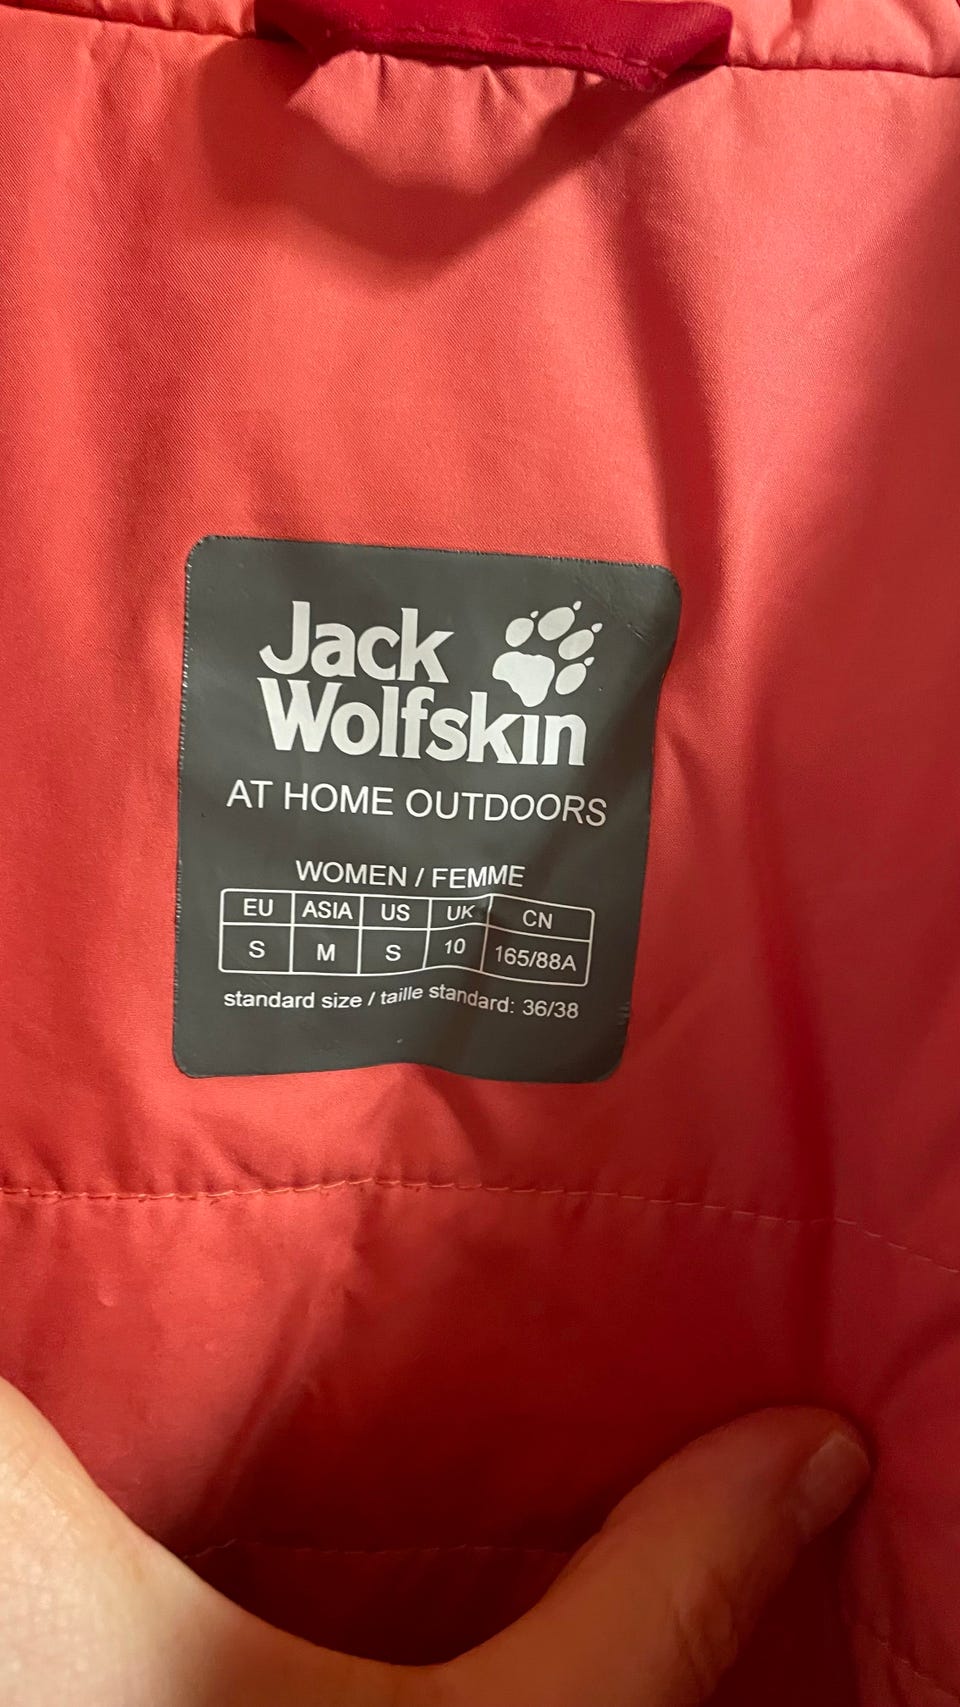 Jack
Wolfskin
AT HOME OUTDOORS
WOMEN / FEMME
EU ASIA US UK CN
S M S 10 165/88A
standard size / taille standard: 36/38